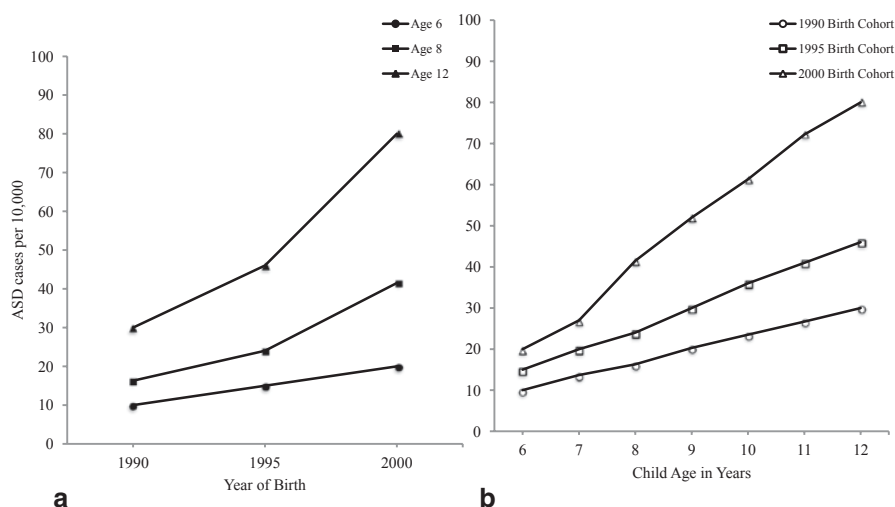 Age 6
Age 8
Age 12
100
90
80
70
60
50
40
30
20
10
0
ASD cases per 10,000
1990
1995
2000
Year of Birth
a
1990 Birth Cohort
1995 Birth Cohort
2000 Birth Cohort
100
90
80
70
60
50
40
30
20
10
0
6
7
8
9
10
11
12
Child Age in Years
b